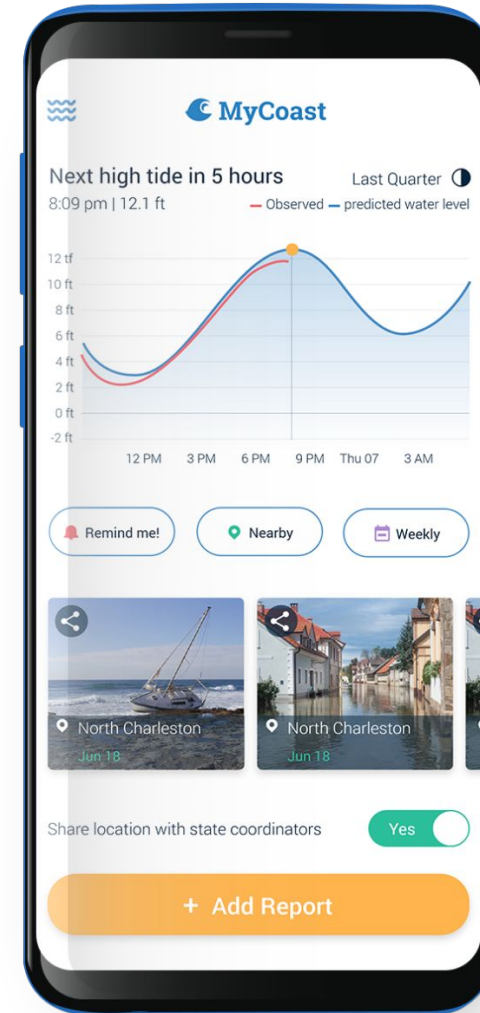 MyCoast
Next high tide in 5 hours
Last Quarter
8:09 pm | 12.1 ft
Observed
predicted water level
12 tf
10 ft
8 ft
6 ft
4 ft
2 ft
0 ft
-2 ft
12 PM 3 PM 6 PM 9 PM Thu 07 3 AM
Remind me! Nearby Weekly
North Charleston
Jun 18
North Charleston
Jun 18
Share location with state coordinators Yes
+ Add Report